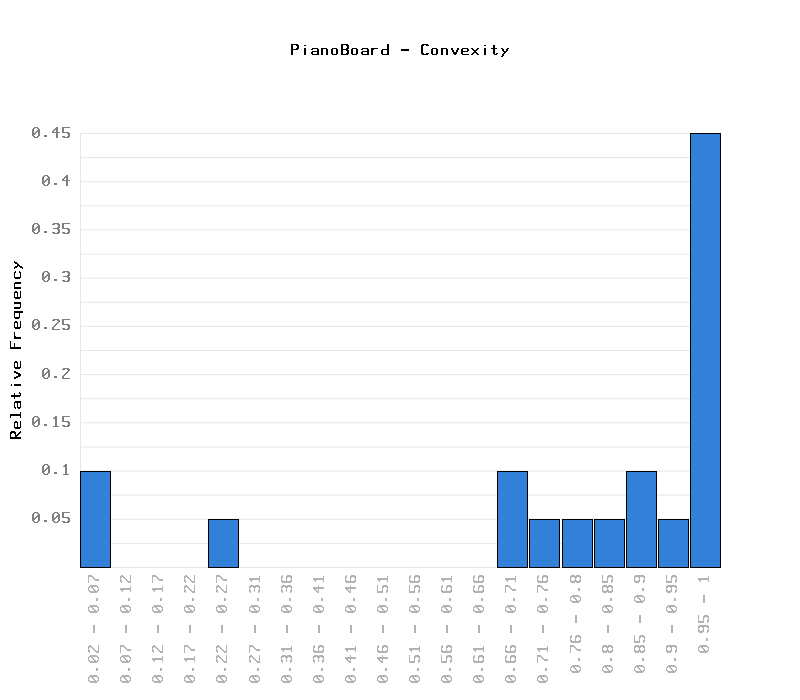 PianoBoard - Convexity
Relative Frequency
0.45
0.4
0.35
0.3
0.25
0.2
0.15
0.1
0.05
0.02 - 0.07
0.07 - 0.12
0.12 - 0.17
0.17 - 0.22
0.22 - 0.27
0.27 - 0.31
0.31 - 0.36
0.36 - 0.41
0.41 - 0.46
0.46 - 0.51
0.51 - 0.56
0.56 - 0.61
0.61 - 0.66
0.66 - 0.71
0.71 - 0.76
0.76 - 0.8
0.8 - 0.85
0.85 - 0.9
0.9 - 0.95
0.95 - 1